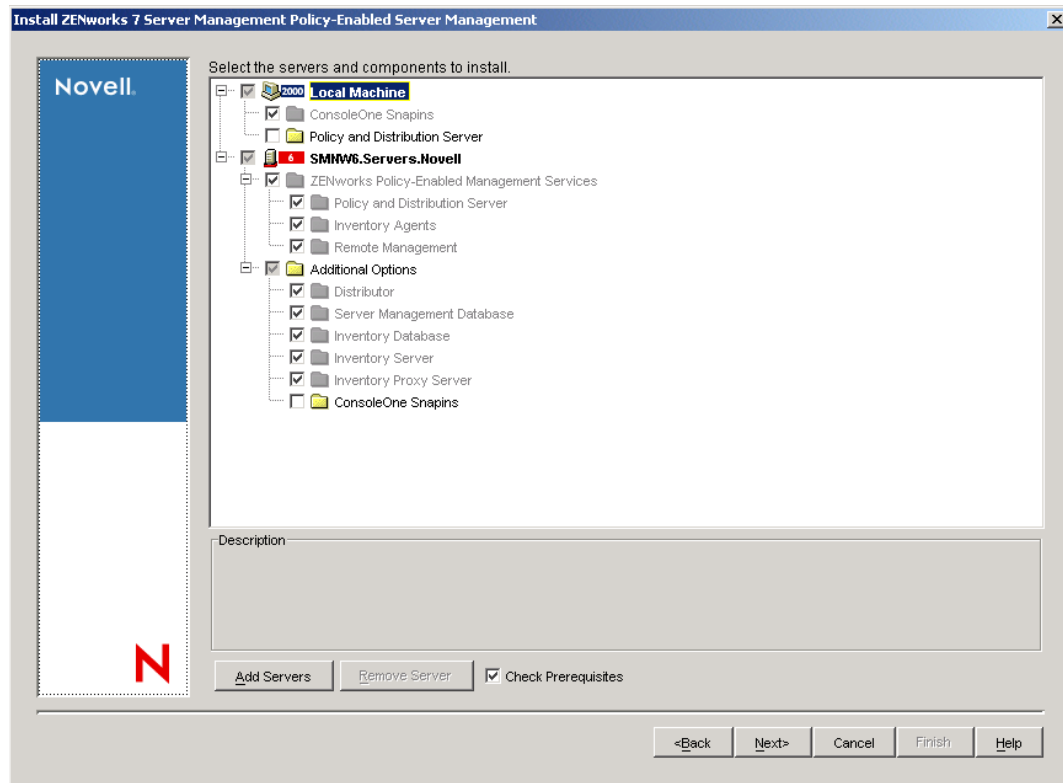 Install ZENworks 7 Server Management Policy-Enabled Server Management
Novell.
Select the servers and components to install.
2000 Local Machine
ConsoleOne Snapins
Policy and Distribution Server
6 SMNW6.Servers.Novell
ZENworks Policy-Enabled Management Services
Policy and Distribution Server
Inventory Agents
Remote Management
Additional Options
Distributor
Server Management Database
Inventory Database
Inventory Server
Inventory Proxy Server
ConsoleOne Snapins
Description
N
Add Servers Remove Server Check Prerequisites
<Back Next> Cancel Finish Help